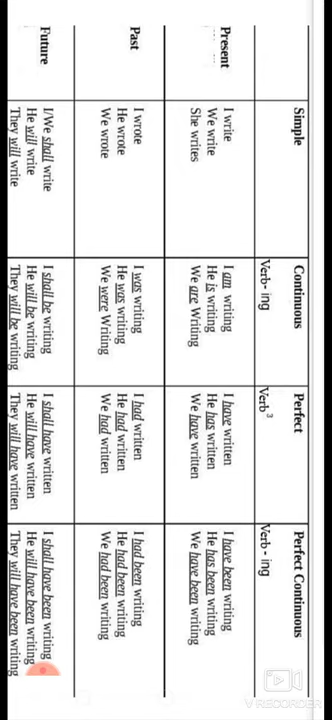 Simple Continuous Perfect Perfect Continuous
Verb- ing Verb 3 Verb - ing
Present
I write
We write
She writes
I am writing
He is writing
We are Writing
I have written
He has written
We have written
I have been writing
He has been writing
We have been writing
Past
I wrote
He wrote
We wrote
I was writing
He was writing
We were Writing
I had written
He had written
We had written
I had been writing
He had been writing
We had been writing
Future
I/We shall write
He will write
They will write
I shall be writing
He will be writing
They will be writing
I shall have written
He will have written
They will have written
I shall have been writing
He will have been writing
They will have been writing
V RECORDER